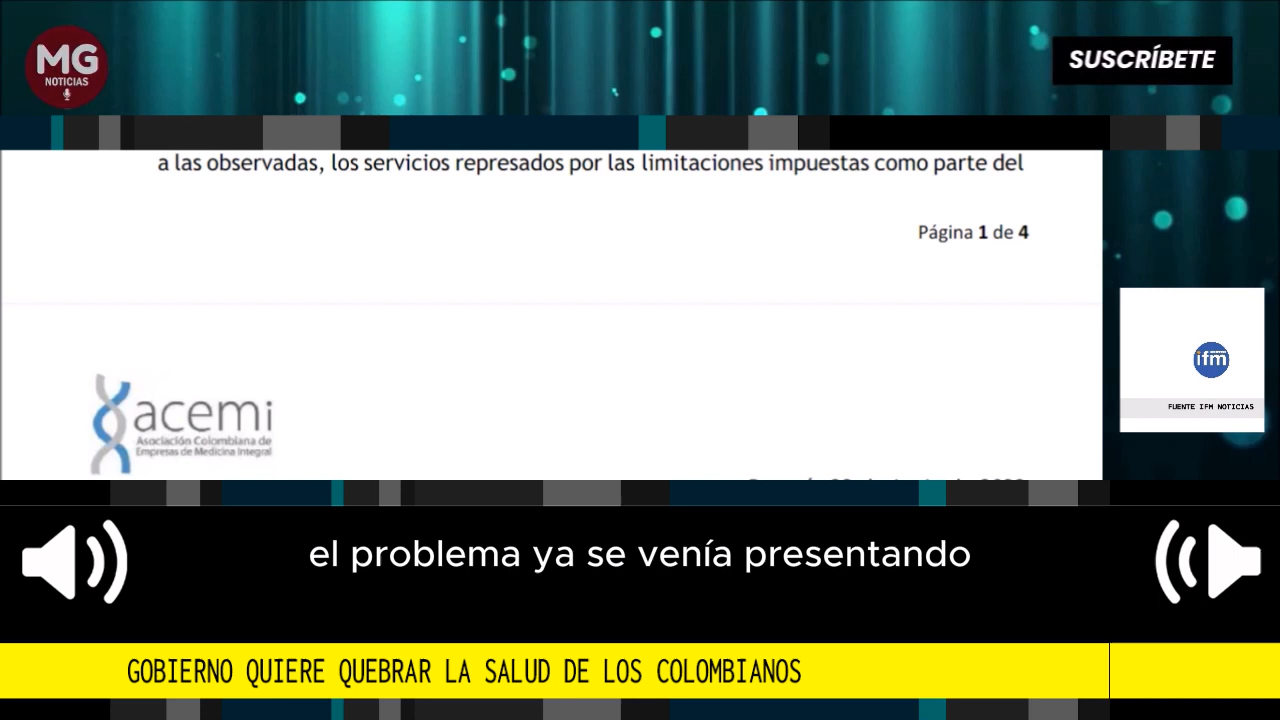 MG
NOTICIAS
SUSCRÍBETE
a las observadas, los servicios represados por las limitaciones impuestas como parte del
Página 1 de 4
acemi
Asociación Colombiana de
Empresas de Medicina Integral
ifm
FUENTE IFM NOTICIAS
el problema ya se venía presentando
GOBIERNO QUIERE QUEBRAR LA SALUD DE LOS COLOMBIANOS